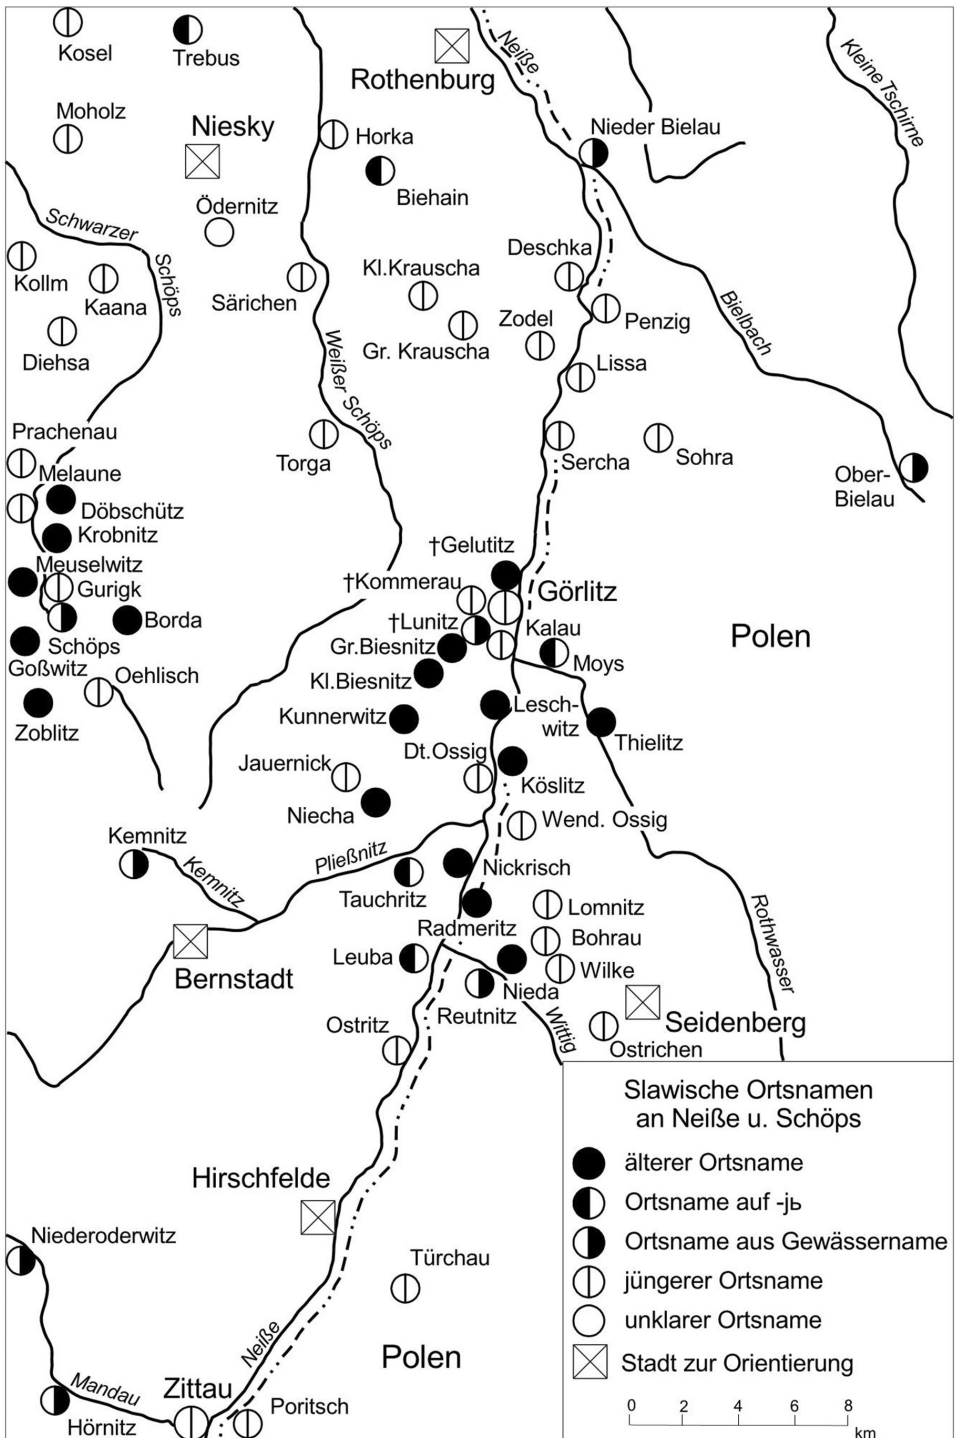 Kosel
Trebus
Rothenburg
Neiße
Kleine Tschirne
Moholz
Niesky
Horka
Nieder Bielau
Biehain
Ödernitz
Schwarzer
Schöps
Deschka
Kollm
Kaana
Särichen
Kl.Krauscha
Zodel
Penzig
Bielbach
Diehsa
Gr. Krauscha
Weißer Schöps
Lissa
Prachenau
Torga
Sercha
Sohra
Ober-
Bielau
Melaune
Döbschütz
Krobnitz
†Gelutitz
Meuselwitz
Gurigk
†Kommerau
Görlitz
Borda
†Lunitz
Kalau
Polen
Schöps
Gr.Biesnitz
Moys
Goßwitz
Oehlisch
Kl.Biesnitz
Zoblitz
Kunnerwitz
Lesch-
witz
Thielitz
Jauernick
Dt.Ossig
Köslitz
Niecha
Wend. Ossig
Kemnitz
Kemnitz
Pließnitz
Nickrisch
Tauchritz
Lomnitz
Rothwasser
Radmeritz
Bohrau
Bernstadt
Leuba
Wilke
Nieda
Reutnitz
Wittig
Seidenberg
Ostritz
Ostrichen
Hirschfelde
Niederoderwitz
Türchau
Neiße
Polen
Mandau
Zittau
Hörnitz
Poritsch
Slawische Ortsnamen
an Neiße u. Schöps
älterer Ortsname
Ortsname auf -jь
Ortsname aus Gewässername
jüngerer Ortsname
unklarer Ortsname
Stadt zur Orientierung
0 2 4 6 8
km